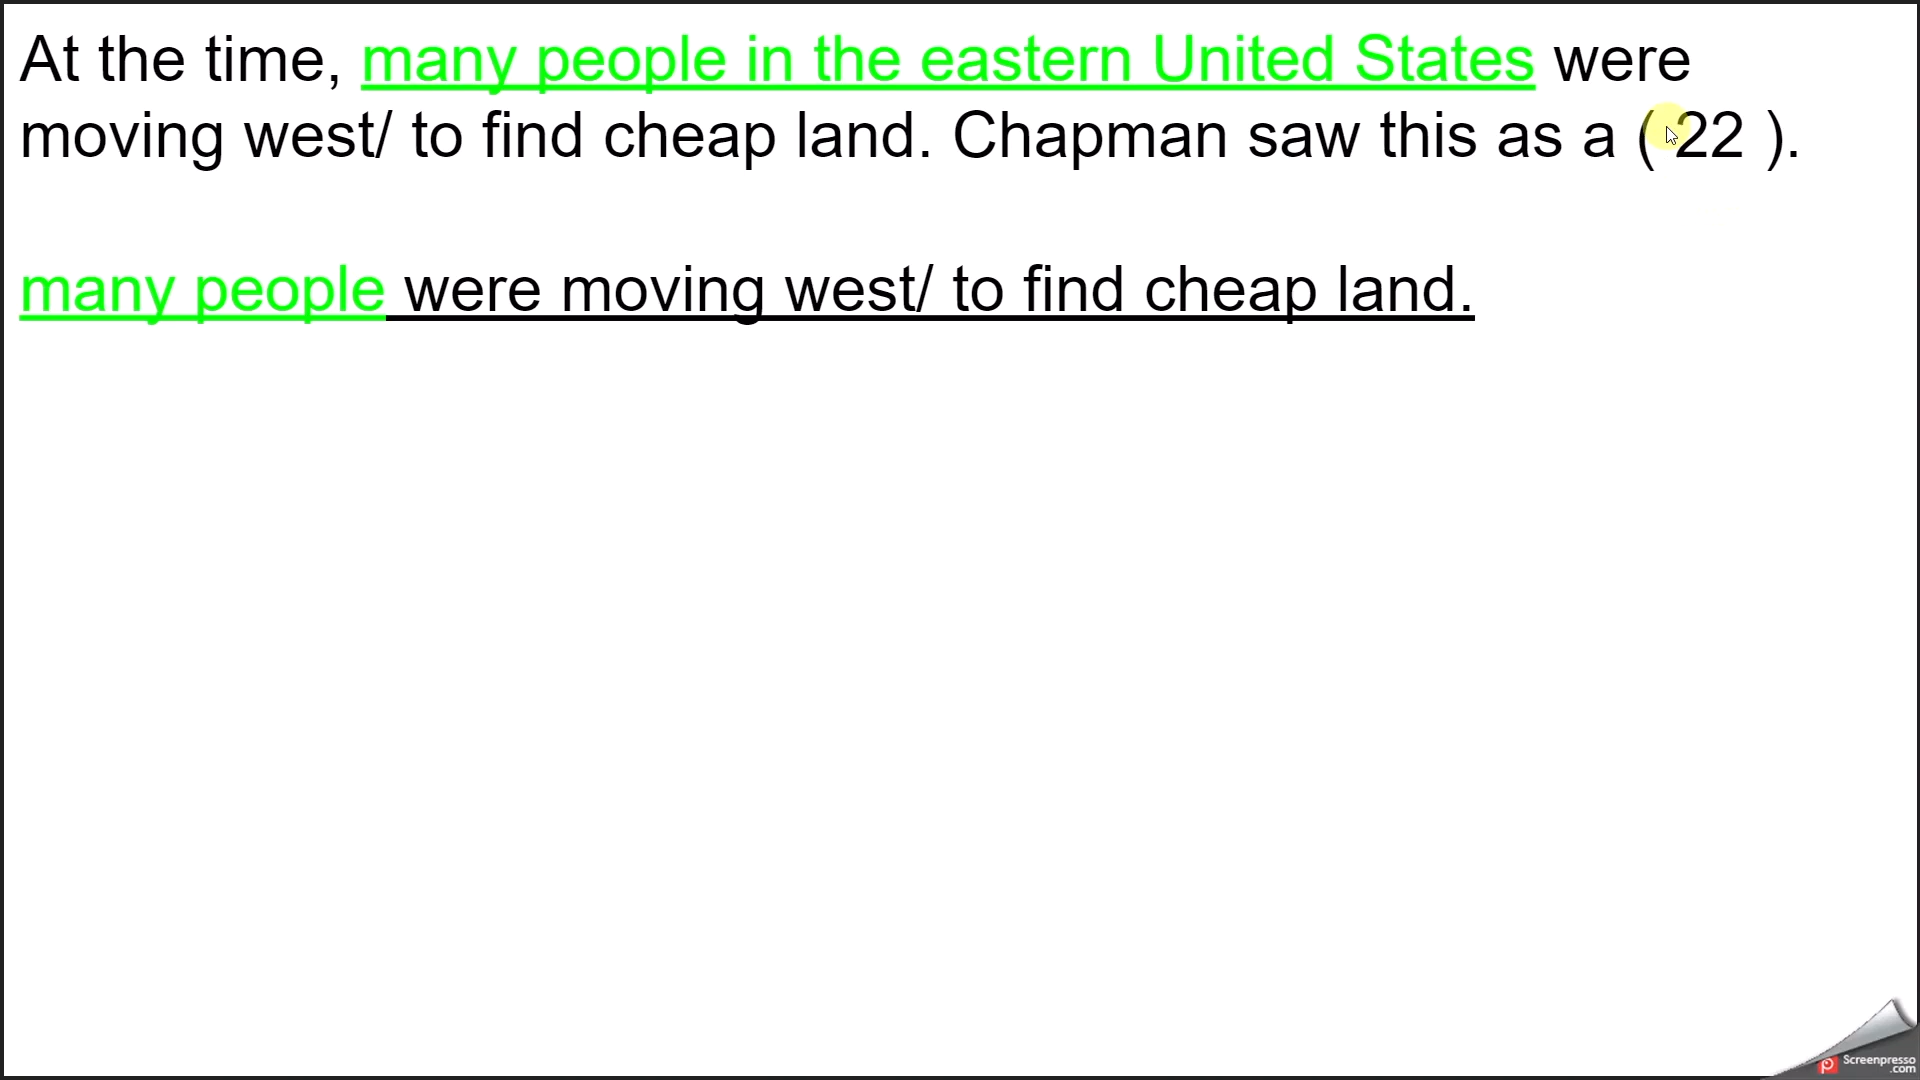 At the time, many people in the eastern United States were
moving west/ to find cheap land. Chapman saw this as a ( 22 ).
many people were moving west/ to find cheap land.
Screenpresso
.com